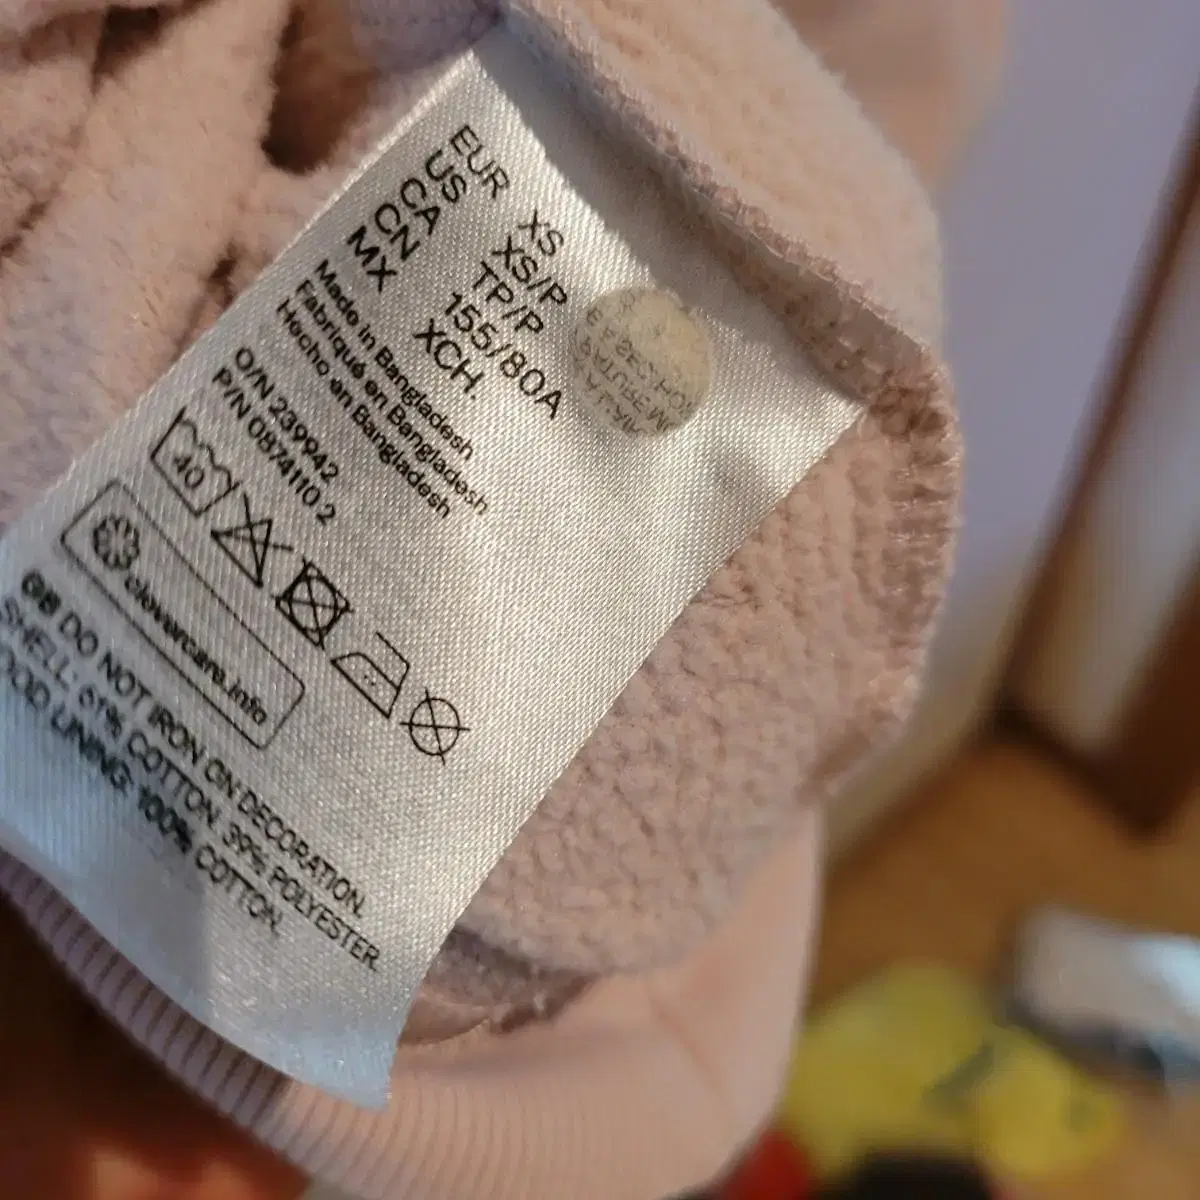 EUR XS
US XS/P
CA TP/P
CN 155/80A
MX XCH.
Made in Bangladesh
Fabriqué en Bangladesh
Hecho en Bangladesh
O/N 239942
P/N 0874110 2
40
clevercare.info
GB DO NOT IRON ON DECORATION.
SHELL: 61% COTTON 39% POLYESTER.
LINING: 100% COTTON.